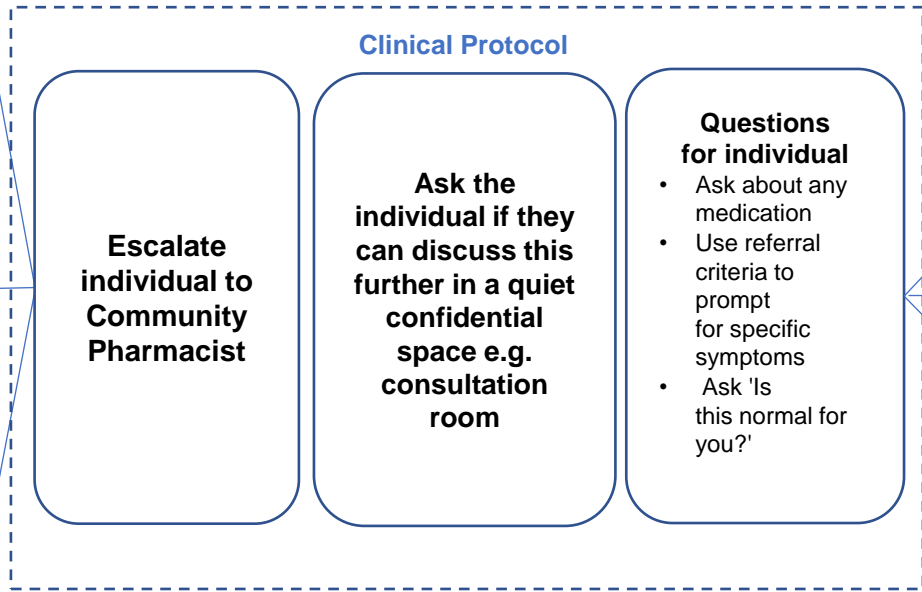 Clinical Protocol
Escalate
individual to
Community
Pharmacist
Ask the
individual if they
can discuss this
further in a quiet
confidential
space e.g.
consultation
room
Questions
for individual
• Ask about any
medication
• Use referral
criteria to
prompt
for specific
symptoms
• Ask 'Is
this normal for
you?'